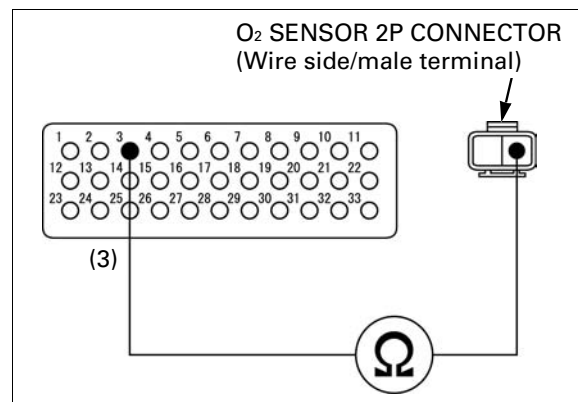 O₂ SENSOR 2P CONNECTOR
(Wire side/male terminal)
1 2 3 4 5 6 7 8 9 10 11
12 13 14 15 16 17 18 19 20 21 22
23 24 25 26 27 28 29 30 31 32 33
(3)
Ω